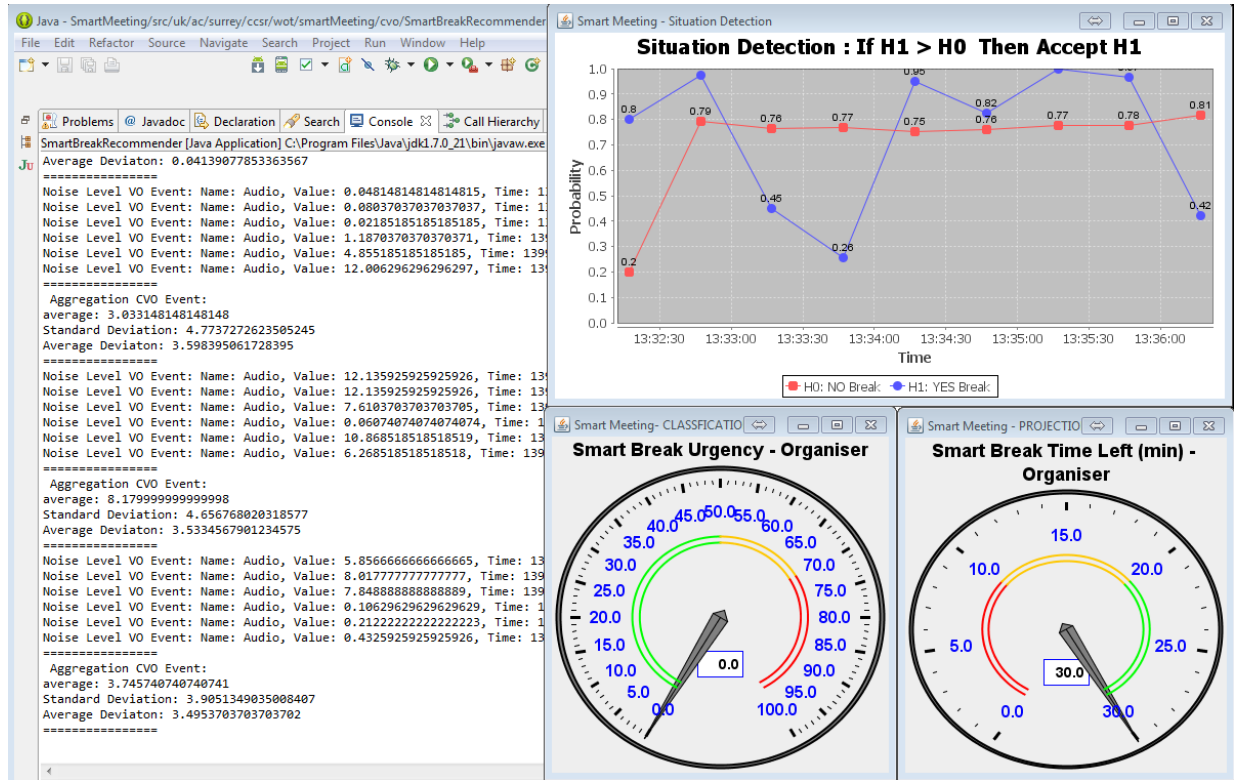 Java - SmartMeeting/src/uk/ac/surrey/ccsr/wot/smartMeeting/cvo/SmartBreakRecommender
File Edit Refactor Source Navigate Search Project Run Window Help
Problems @ Javadoc Declaration Search Console Call Hierarchy
SmartBreakRecommender [Java Application] C:\Program Files\Java\jdk1.7.0_21\bin\javaw.exe
Average Deviaton: 0.04139077853363567
================
Noise Level VO Event: Name: Audio, Value: 0.04814814814814815, Time: 1
Noise Level VO Event: Name: Audio, Value: 0.08037037037037037, Time: 1
Noise Level VO Event: Name: Audio, Value: 0.02185185185185185, Time: 1
Noise Level VO Event: Name: Audio, Value: 1.1870370370370371, Time: 139
Noise Level VO Event: Name: Audio, Value: 4.855185185185185, Time: 1399
Noise Level VO Event: Name: Audio, Value: 12.006296296296297, Time: 139
================
Aggregation CVO Event:
average: 3.033148148148148
Standard Deviation: 4.7737272623505245
Average Deviaton: 3.598395061728395
================
Noise Level VO Event: Name: Audio, Value: 12.135925925925926, Time: 139
Noise Level VO Event: Name: Audio, Value: 12.135925925925926, Time: 139
Noise Level VO Event: Name: Audio, Value: 7.6103703703703705, Time: 13
Noise Level VO Event: Name: Audio, Value: 0.06074074074074074, Time: 1
Noise Level VO Event: Name: Audio, Value: 10.868518518518519, Time: 13
Noise Level VO Event: Name: Audio, Value: 6.268518518518518, Time: 139
================
Aggregation CVO Event:
average: 8.179999999999998
Standard Deviation: 4.656768020318577
Average Deviaton: 3.5334567901234575
================
Noise Level VO Event: Name: Audio, Value: 5.8566666666666665, Time: 13
Noise Level VO Event: Name: Audio, Value: 8.017777777777777, Time: 139
Noise Level VO Event: Name: Audio, Value: 7.848888888888889, Time: 139
Noise Level VO Event: Name: Audio, Value: 0.10629629629629629, Time: 1
Noise Level VO Event: Name: Audio, Value: 0.21222222222222223, Time: 1
Noise Level VO Event: Name: Audio, Value: 0.4325925925925926, Time: 13
================
Aggregation CVO Event:
average: 3.745740740740741
Standard Deviation: 3.9051349035008407
Average Deviaton: 3.4953703703703702
================
Ju
Smart Meeting - Situation Detection
Situation Detection : If H1 > H0 Then Accept H1
Probability
1.0
0.9
0.8
0.7
0.6
0.5
0.4
0.3
0.2
0.1
0.0
0.8 0.45 0.26 0.95 0.82 0.42
0.2 0.79 0.76 0.77 0.75 0.76 0.77 0.78 0.81
13:32:30 13:33:00 13:33:30 13:34:00 13:34:30 13:35:00 13:35:30 13:36:00
Time
H0: NO Break H1: YES Break
Smart Meeting- CLASSFICATIO
Smart Break Urgency - Organiser
0.0 5.0 10.0 15.0 20.0 25.0 30.0 35.0 40.0 45.0 50.0 55.0 60.0 65.0 70.0 75.0 80.0 85.0 90.0 95.0 100.0
0.0
Smart Meeting - PROJECTIO
Smart Break Time Left (min) -
Organiser
0.0 5.0 10.0 15.0 20.0 25.0 30.0
30.0